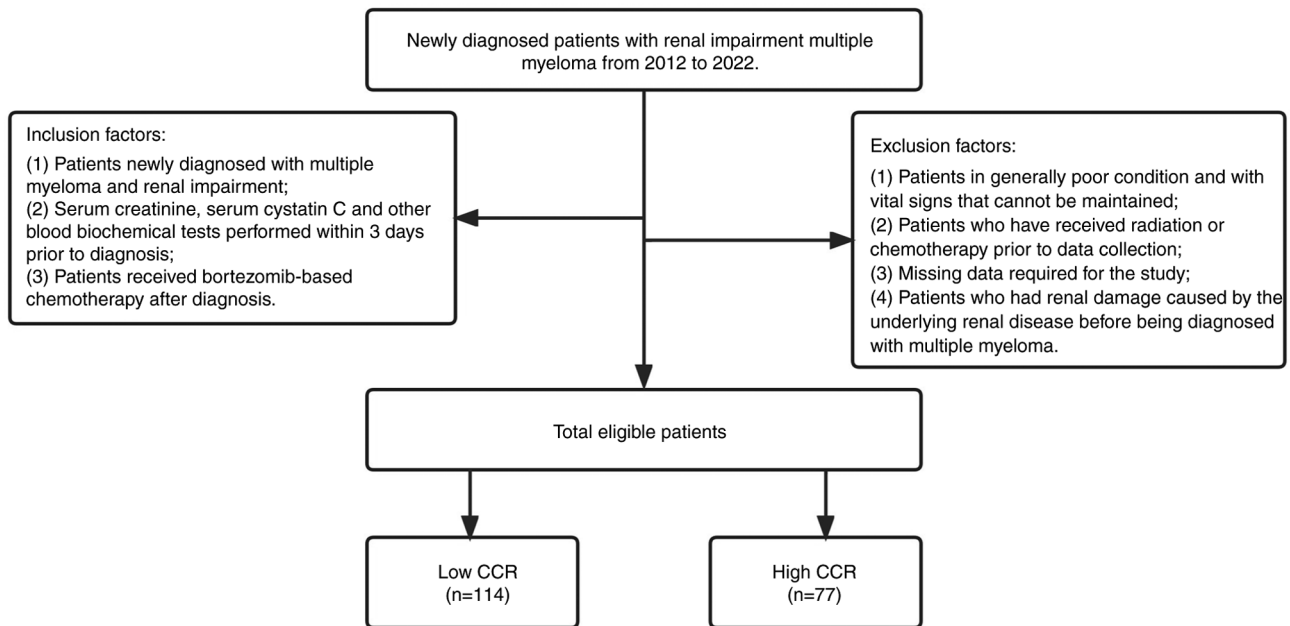 Newly diagnosed patients with renal impairment multiple
myeloma from 2012 to 2022.
Inclusion factors:
(1) Patients newly diagnosed with multiple
myeloma and renal impairment;
(2) Serum creatinine, serum cystatin C and other
blood biochemical tests performed within 3 days
prior to diagnosis;
(3) Patients received bortezomib-based
chemotherapy after diagnosis.
Exclusion factors:
(1) Patients in generally poor condition and with
vital signs that cannot be maintained;
(2) Patients who have received radiation or
chemotherapy prior to data collection;
(3) Missing data required for the study;
(4) Patients who had renal damage caused by the
underlying renal disease before being diagnosed
with multiple myeloma.
Total eligible patients
Low CCR
(n=114)
High CCR
(n=77)